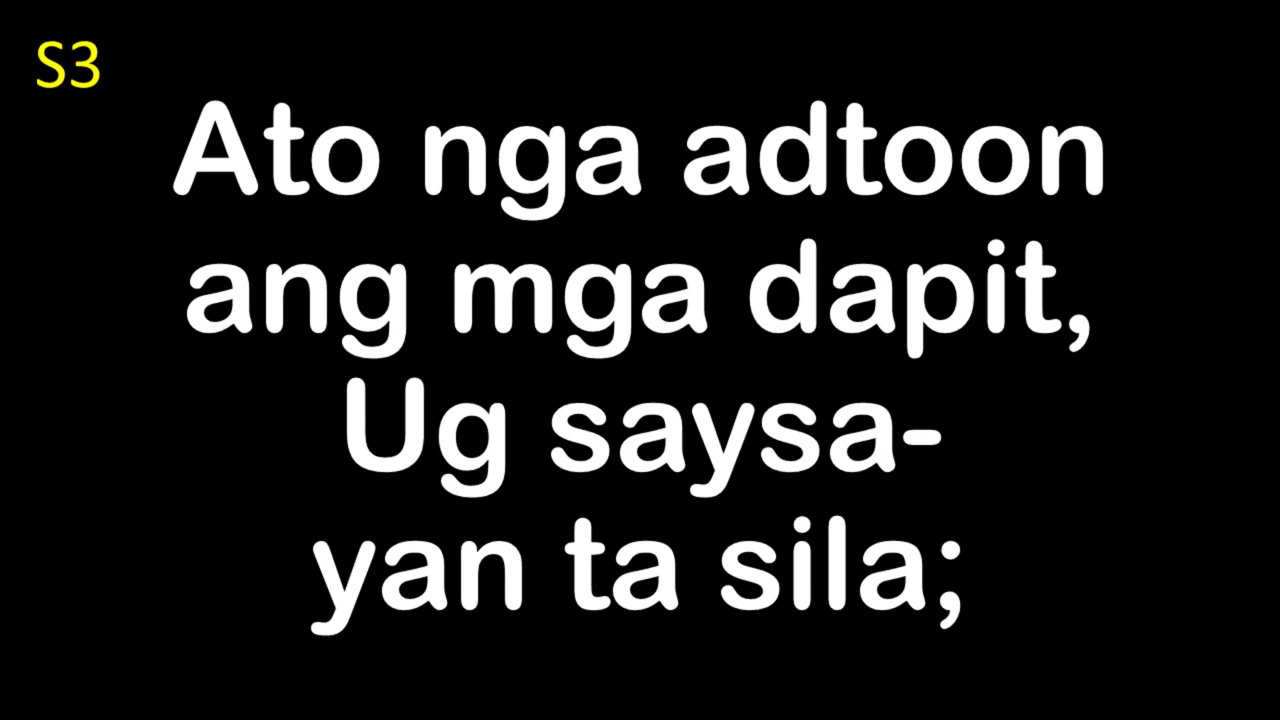 S3
Ato nga adtoon
ang mga dapit,
Ug saysa-
yan ta sila;